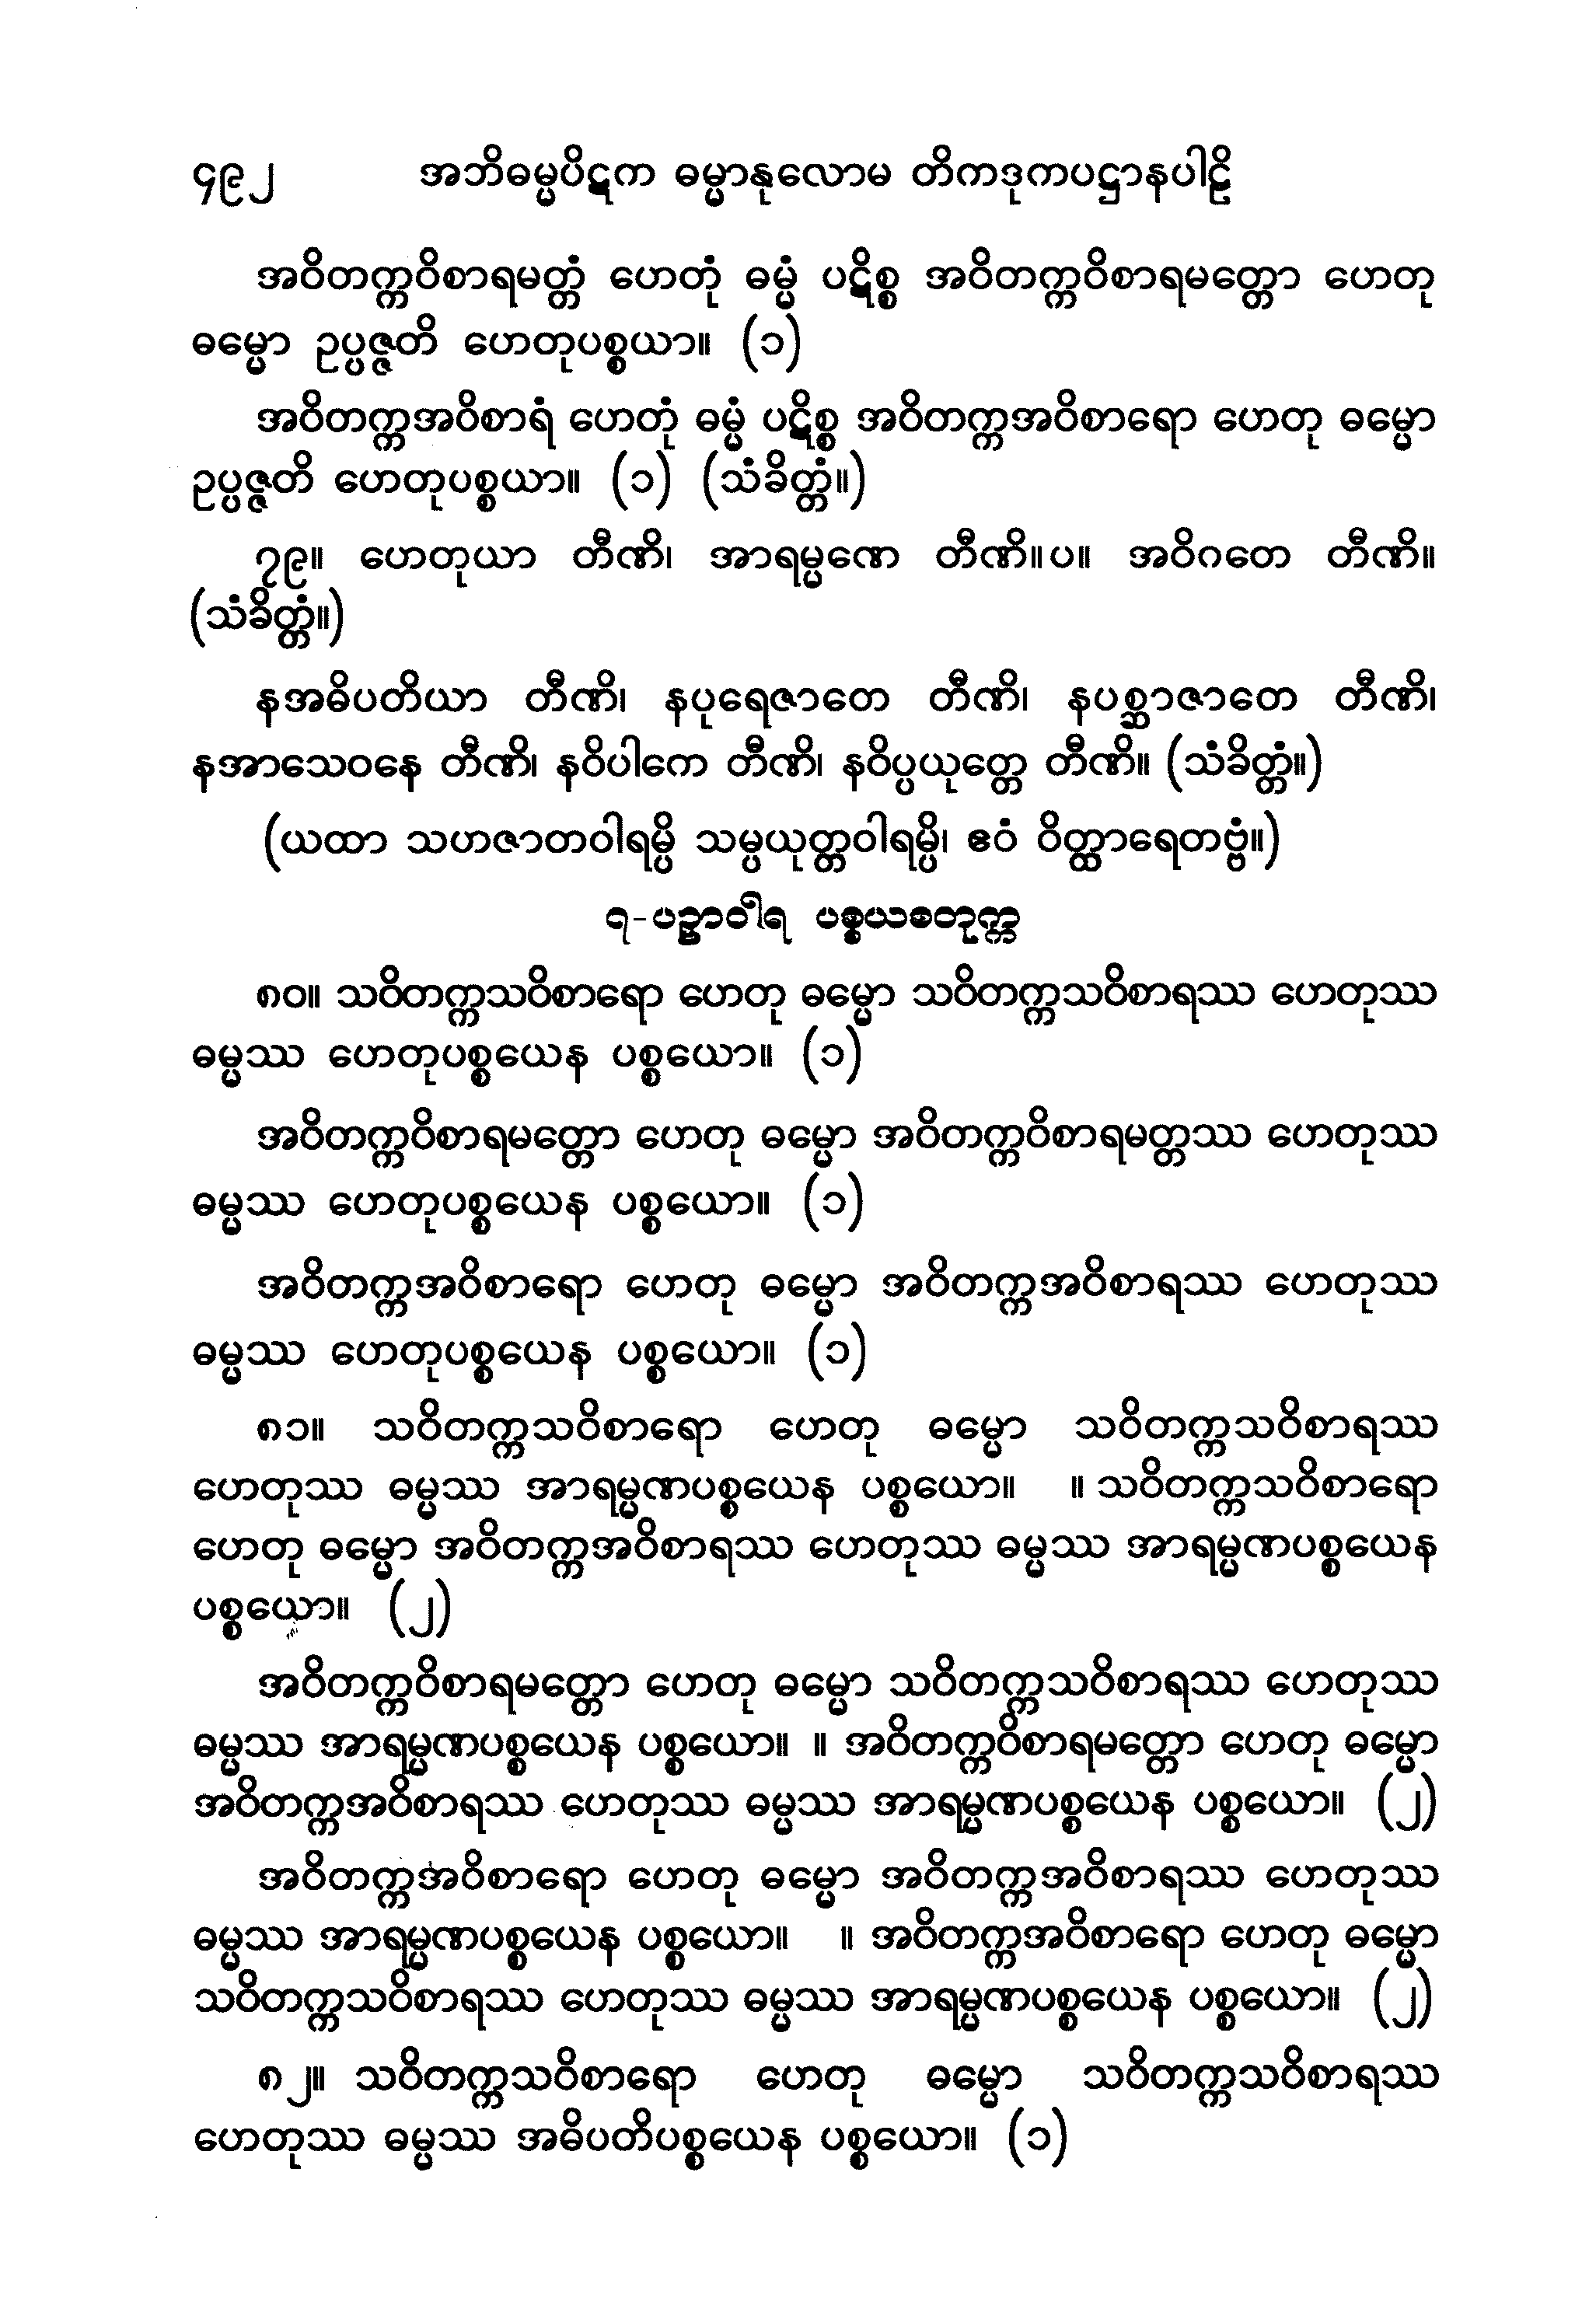 ၄၉၂ အဘိဓမ္မပိဋက ဓမ္မာနုလောမ တိကဒုကပဋ္ဌာနပါဠိ
အဝိတက္ကဝိစာရမတ္တံ ဟေတုံ ဓမ္မံ ပဋိစ္စ အဝိတက္ကဝိစာရမတ္တော ဟေတု
ဓမ္မော ဥပ္ပဇ္ဇတိ ဟေတုပစ္စယာ။ (၁)
အဝိတက္ကအဝိစာရံ ဟေတုံ ဓမ္မံ ပဋိစ္စ အဝိတက္ကအဝိစာရော ဟေတု ဓမ္မော
ဥပ္ပဇ္ဇတိ ဟေတုပစ္စယာ။ (၁) (သံခိတ္တံ။)
၇၉။ ဟေတုယာ တီဏိ၊ အာရမ္မဏေ တီဏိ။ပ။ အဝိဂတေ တီဏိ။
(သံခိတ္တံ။)
နအဓိပတိယာ တီဏိ၊ နပုရေဇာတေ တီဏိ၊ နပစ္ဆာဇာတေ တီဏိ၊
နအာသေဝနေ တီဏိ၊ နဝိပါကေ တီဏိ၊ နဝိပ္ပယုတ္တေ တီဏိ။ (သံခိတ္တံ။)
(ယထာ သဟဇာတဝါရမ္ပိ သမ္ပယုတ္တဝါရမ္ပိ၊ ဧဝံ ဝိတ္ထာရေတဗ္ဗံ။)
၇-ပဉှာဝါရ ပစ္စယစတုက္က
၈၀။ သဝိတက္ကသဝိစာရော ဟေတု ဓမ္မော သဝိတက္ကသဝိစာရဿ ဟေတုဿ
ဓမ္မဿ ဟေတုပစ္စယေန ပစ္စယော။ (၁)
အဝိတက္ကဝိစာရမတ္တော ဟေတု ဓမ္မော အဝိတက္ကဝိစာရမတ္တဿ ဟေတုဿ
ဓမ္မဿ ဟေတုပစ္စယေန ပစ္စယော။ (၁)
အဝိတက္ကအဝိစာရော ဟေတု ဓမ္မော အဝိတက္ကအဝိစာရဿ ဟေတုဿ
ဓမ္မဿ ဟေတုပစ္စယေန ပစ္စယော။ (၁)
၈၁။ သဝိတက္ကသဝိစာရော ဟေတု ဓမ္မော သဝိတက္ကသဝိစာရဿ
ဟေတုဿ ဓမ္မဿ အာရမ္မဏပစ္စယေန ပစ္စယော။ ။ သဝိတက္ကသဝိစာရော
ဟေတု ဓမ္မော အဝိတက္ကအဝိစာရဿ ဟေတုဿ ဓမ္မဿ အာရမ္မဏပစ္စယေန
ပစ္စယော။ (၂)
အဝိတက္ကဝိစာရမတ္တော ဟေတု ဓမ္မော သဝိတက္ကသဝိစာရဿ ဟေတုဿ
ဓမ္မဿ အာရမ္မဏပစ္စယေန ပစ္စယော။ ။ အဝိတက္ကဝိစာရမတ္တော ဟေတု ဓမ္မော
အဝိတက္ကအဝိစာရဿ ဟေတုဿ ဓမ္မဿ အာရမ္မဏပစ္စယေန ပစ္စယော။ (၂)
အဝိတက္ကအဝိစာရော ဟေတု ဓမ္မော အဝိတက္ကအဝိစာရဿ ဟေတုဿ
ဓမ္မဿ အာရမ္မဏပစ္စယေန ပစ္စယော။ ။ အဝိတက္ကအဝိစာရော ဟေတု ဓမ္မော
သဝိတက္ကသဝိစာရဿ ဟေတုဿ ဓမ္မဿ အာရမ္မဏပစ္စယေန ပစ္စယော။ (၂)
၈၂။ သဝိတက္ကသဝိစာရော ဟေတု ဓမ္မော သဝိတက္ကသဝိစာရဿ
ဟေတုဿ ဓမ္မဿ အဓိပတိပစ္စယေန ပစ္စယော။ (၁)